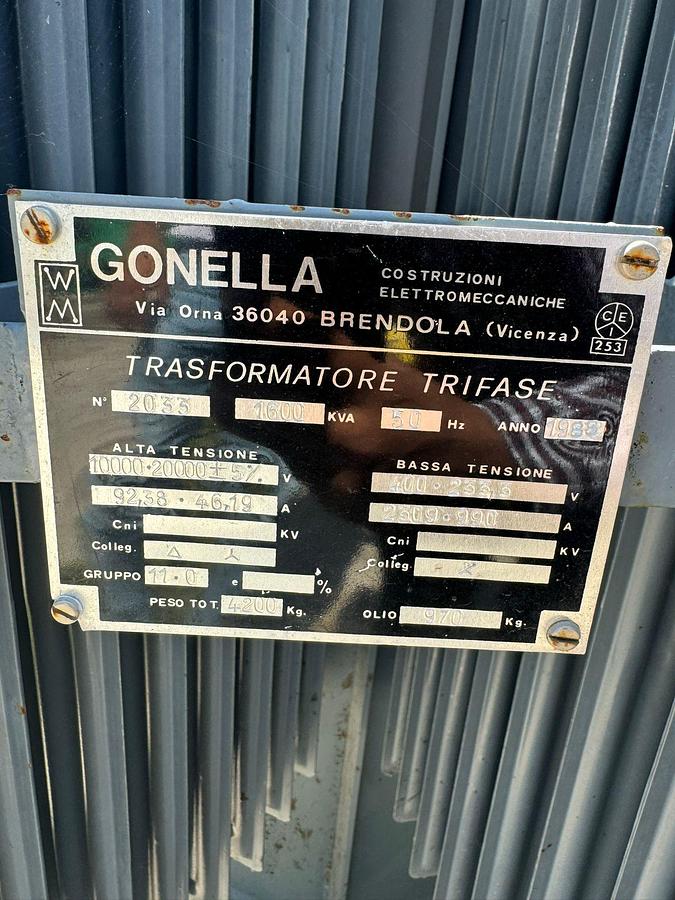 WM
GONELLA
COSTRUZIONI
ELETTROMECCANICHE
Via Orna 36040 BRENDOLA (Vicenza)
CEI
253
TRASFORMATORE TRIFASE
N° 2033 1600 KVA 50 Hz ANNO 1988
ALTA TENSIONE
10000·20000±5% V
92,38 · 46,19 A
Cni KV
Colleg. △ Y
GRUPPO 11·0 e %
PESO TOT. 4200 Kg.
BASSA TENSIONE
400 · V
2309 · 990 A
Cni KV
Colleg.
OLIO 970 Kg.